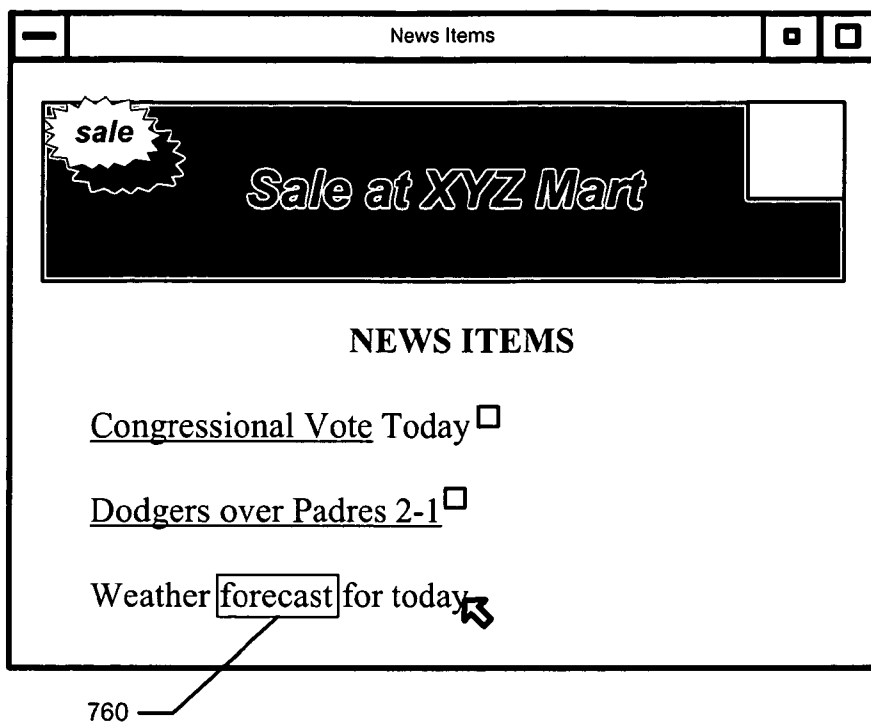 News Items
sale
Sale at XYZ Mart
NEWS ITEMS
Congressional Vote Today
Dodgers over Padres 2-1
Weather forecast for today
760